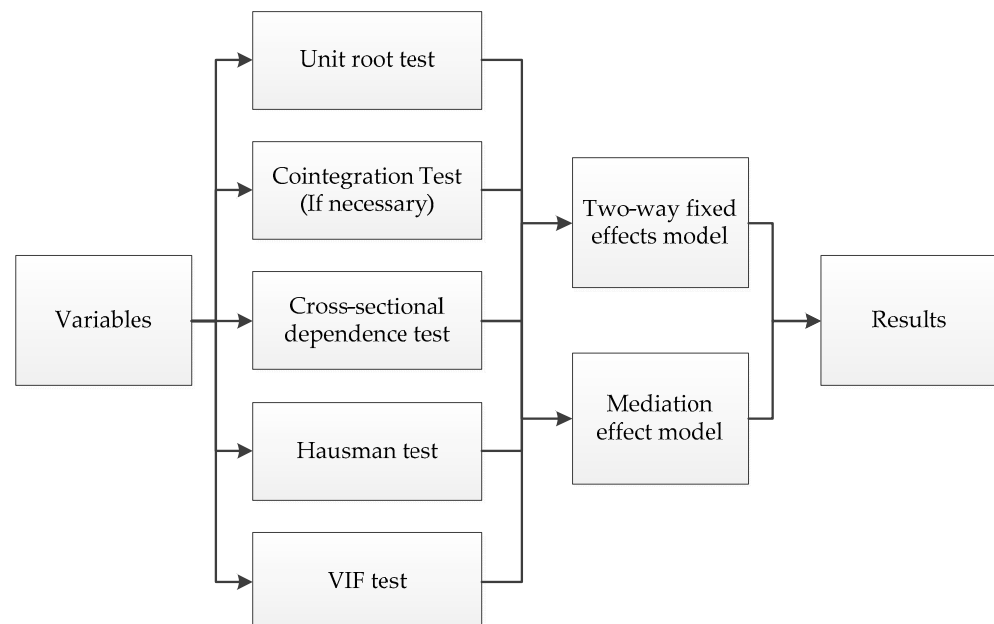 Variables
Unit root test
Cointegration Test
(If necessary)
Cross-sectional
dependence test
Hausman test
VIF test
Two-way fixed
effects model
Mediation
effect model
Results